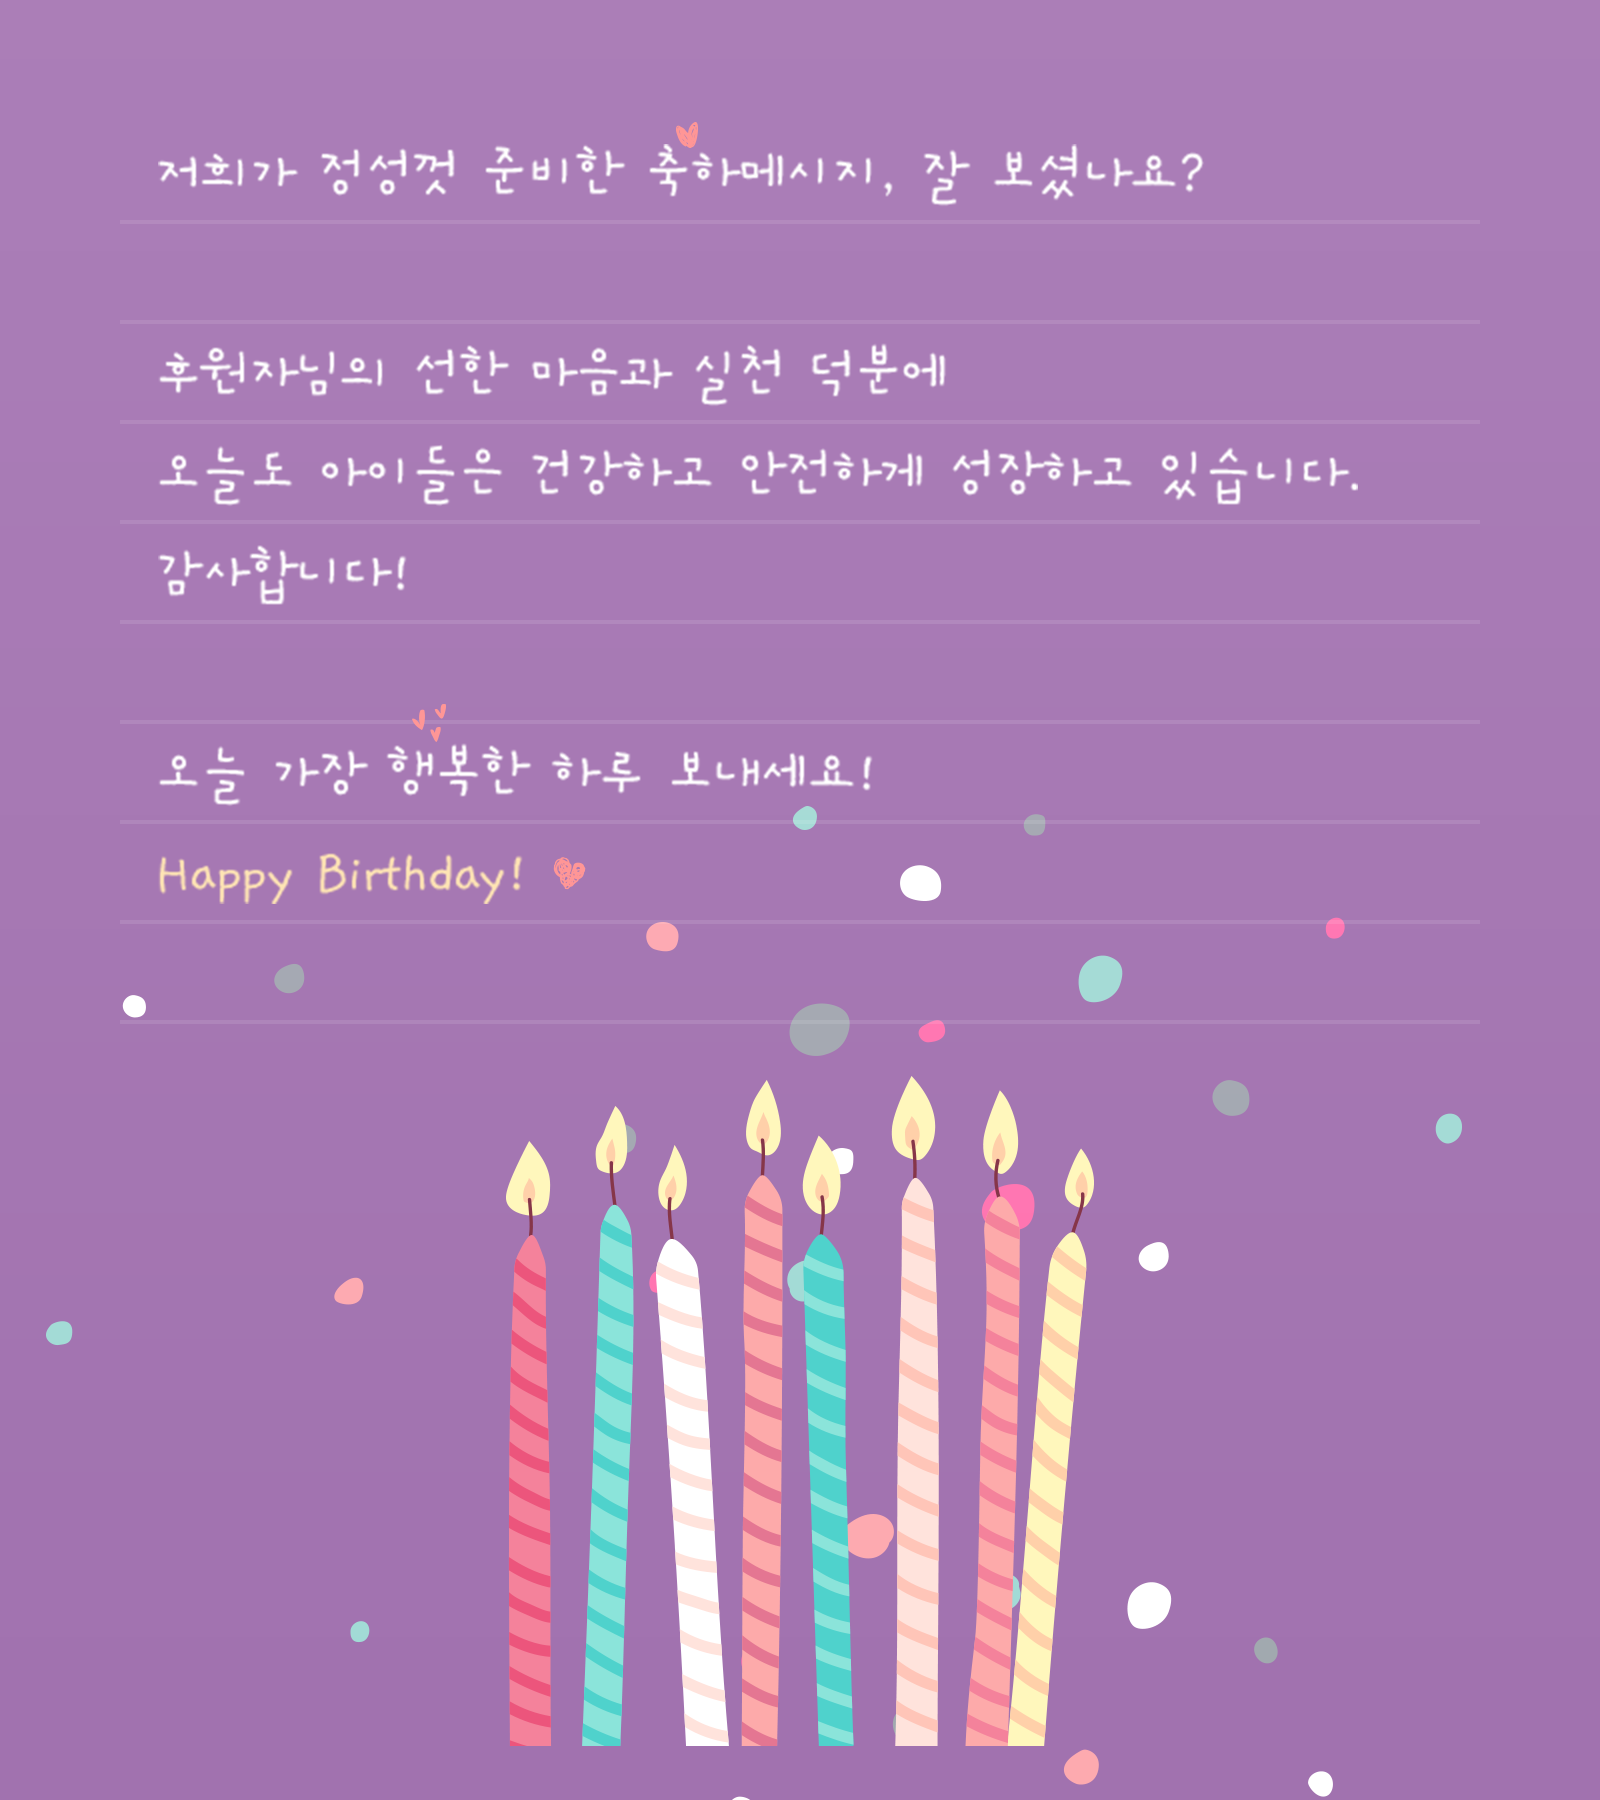 저희가 정성껏 준비한 축하메시지, 잘 보셨나요?
후원자님의 선한 마음과 실천 덕분에
오늘도 아이들은 건강하고 안전하게 성장하고 있습니다.
감사합니다!
오늘 가장 행복한 하루 보내세요!
Happy Birthday!